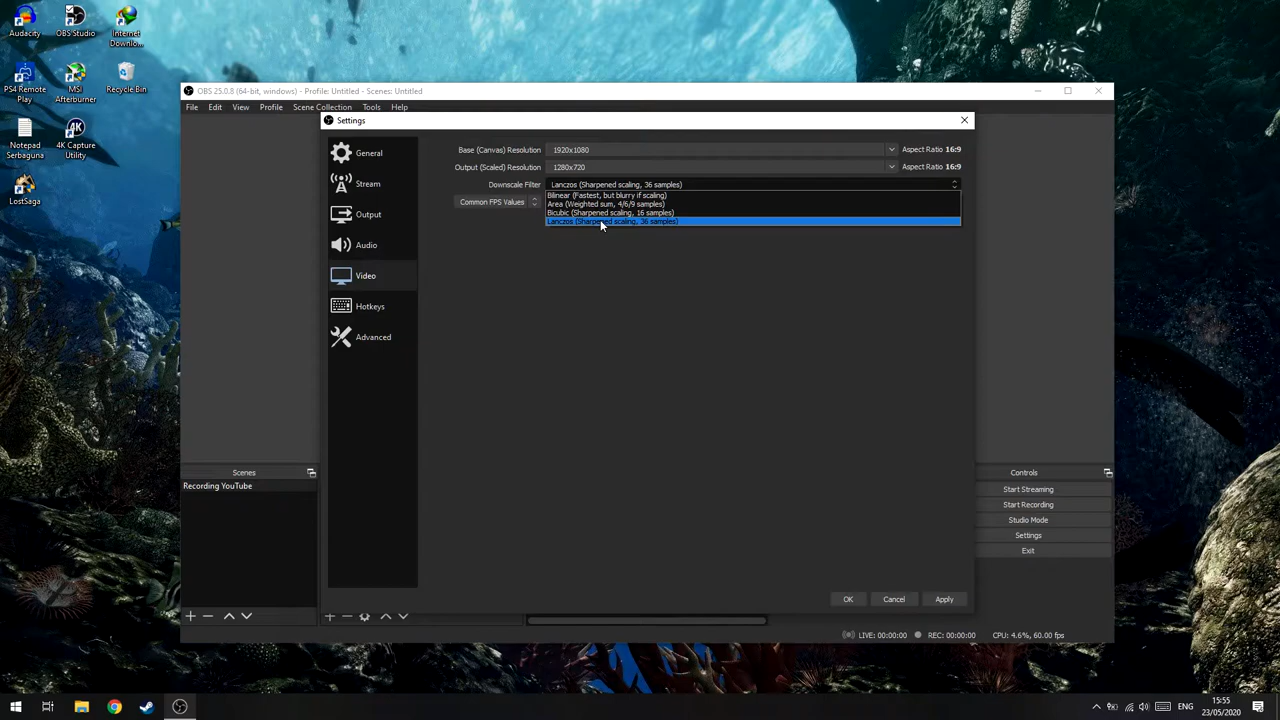 Audacity
OBS Studio
Internet
Downlo...
PS4 Remote
Play
MSI
Afterburner
Recycle Bin
Notepad
Serbaguna
4K Capture
Utility
LostSaga
OBS 25.0.8 (64-bit, windows) - Profile: Untitled - Scenes: Untitled
File Edit View Profile Scene Collection Tools Help
Settings
General
Stream
Output
Audio
Video
Hotkeys
Advanced
Base (Canvas) Resolution 1920x1080 Aspect Ratio 16:9
Output (Scaled) Resolution 1280x720 Aspect Ratio 16:9
Downscale Filter Lanczos (Sharpened scaling, 36 samples)
Common FPS Values
Bilinear (Fastest, but blurry if scaling)
Area (Weighted sum, 4/6/9 samples)
Bicubic (Sharpened scaling, 16 samples)
Lanczos (Sharpened scaling, 36 samples)
OK Cancel Apply
Scenes
Recording YouTube
Controls
Start Streaming
Start Recording
Studio Mode
Settings
Exit
LIVE: 00:00:00 REC: 00:00:00 CPU: 4.6%, 60.00 fps
4K
ENG
15:55
23/05/2020